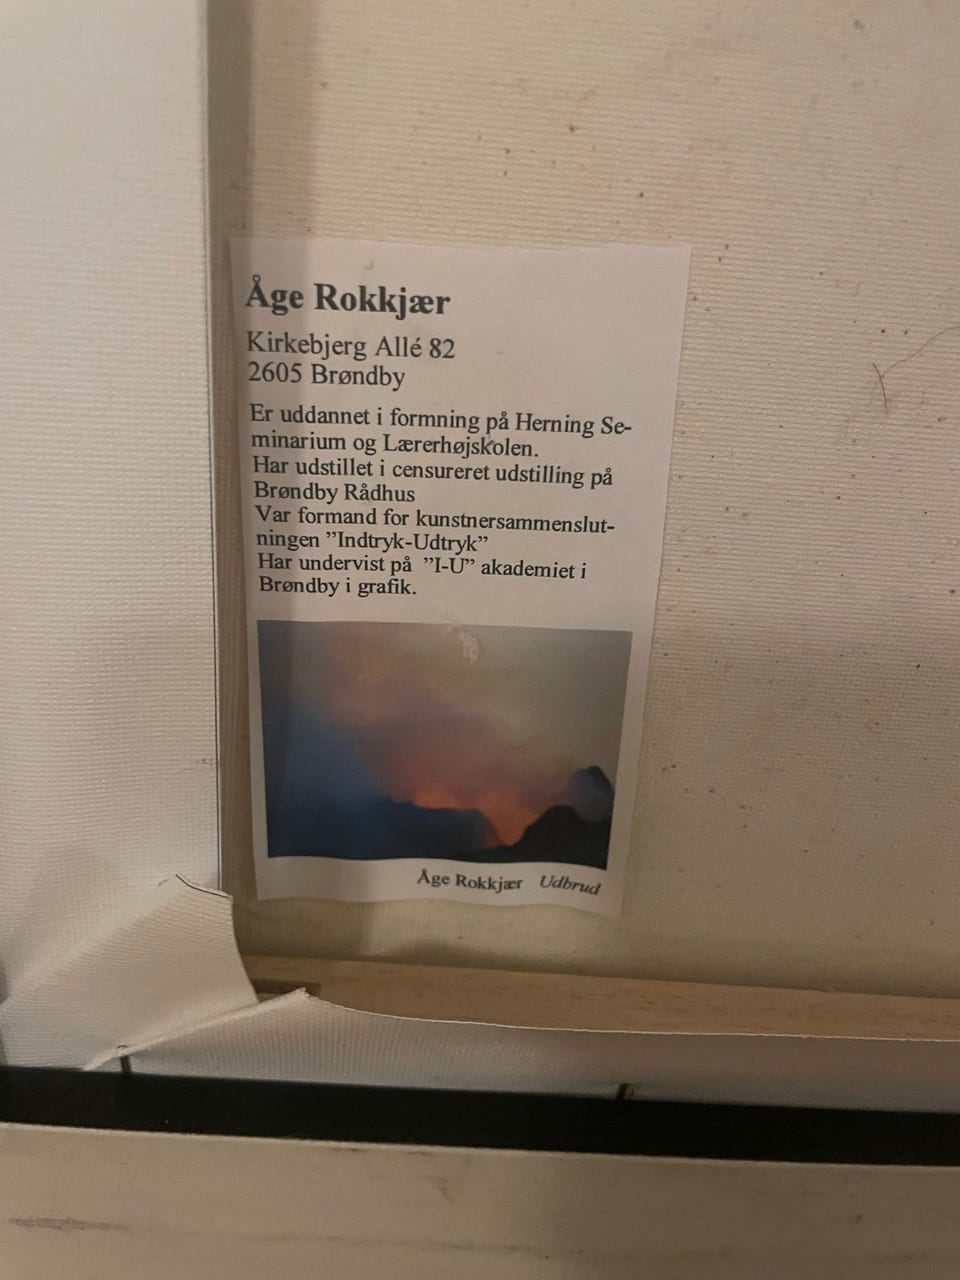 Åge Rokkjær
Kirkebjerg Allé 82
2605 Brøndby
Er uddannet i formning på Herning Se-
minarium og Lærerhøjskolen.
Har udstillet i censureret udstilling på
Brøndby Rådhus
Var formand for kunstnersammenslut-
ningen ”Indtryk-Udtryk”
Har undervist på ”I-U” akademiet i
Brøndby i grafik.
Åge Rokkjær Udbrud